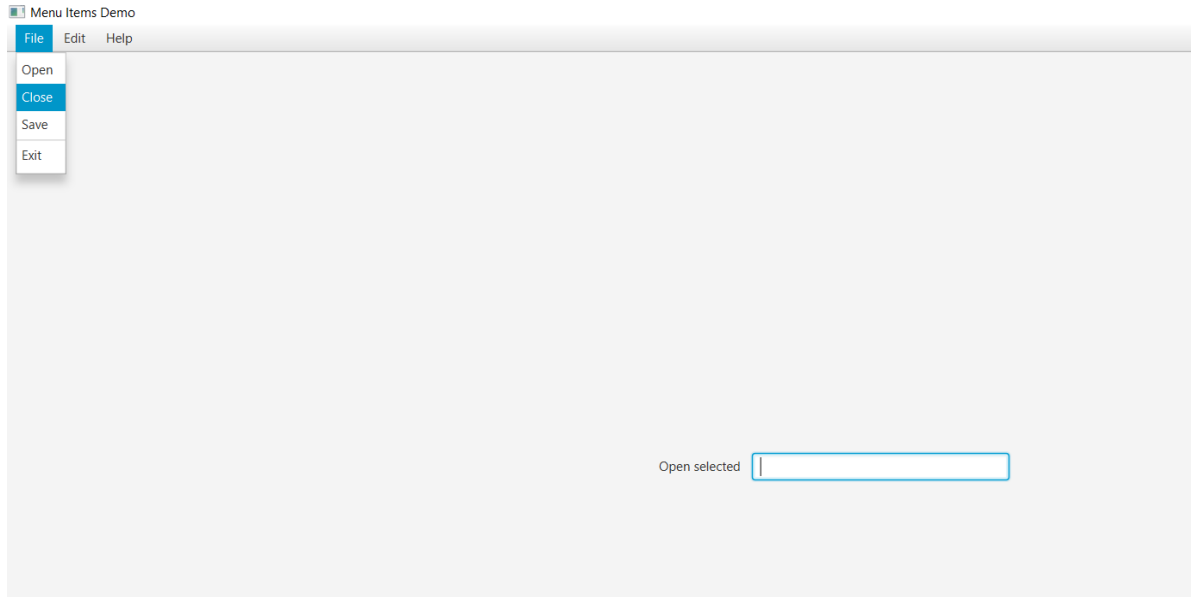 Menu Items Demo
File Edit Help
Open
Close
Save
Exit
Open selected